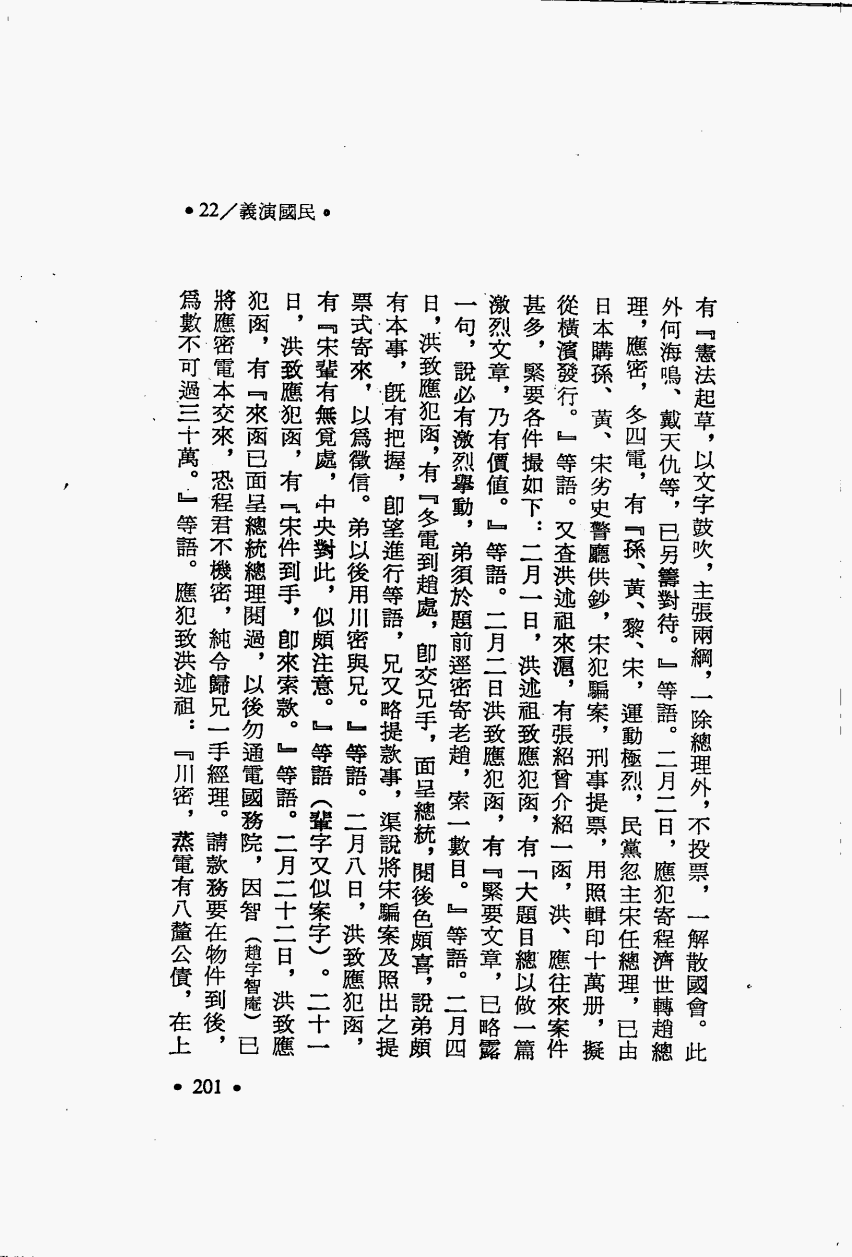 •22／義演國民•
有『憲法起草，以文字鼓吹，主張兩綱，一除總理外，不投票，一解散國會。此
外何海鳴、戴天仇等，已另籌對待。』等語。二月二日，應犯寄程濟世轉趙總
理，應密，冬四電，有『孫、黃、黎、宋，運動極烈，民黨忽主宋任總理，已由
日本購孫、黃、宋劣史警廳供鈔，宋犯騙案，刑事提票，用照輯印十萬册，擬
從橫濱發行。』等語。又查洪述祖來滬，有張紹曾介紹一函，洪、應往來案件
甚多，緊要各件撮如下：二月一日，洪述祖致應犯函，有「大題目總以做一篇
激烈文章，乃有價値。』等語。二月二日洪致應犯函，有『緊要文章，已略露
一句，說必有激烈舉動，弟須於題前逕密寄老趙，索一數目。』等語。二月四
日，洪致應犯函，有『冬電到趙處，卽交兄手，面呈總統，閱後色頗喜，說弟頗
有本事，旣有把握，卽望進行等語，兄又略提款事，渠說將宋騙案及照出之提
票式寄來，以爲徵信。弟以後用川密與兄。』等語。二月八日，洪致應犯函，
有『宋輩有無覓處，中央對此，似頗注意。』等語（輩字又似案字）。二十一
日，洪致應犯函，有『宋件到手，卽來索款。』等語。二月二十二日，洪致應
犯函，有『來函已面呈總統總理閱過，以後勿通電國務院，因智（趙字智庵）已
將應密電本交來，恐程君不機密，純令歸兄一手經理。請款務要在物件到後，
爲數不可過三十萬。』等語。應犯致洪述祖：『川密，蒸電有八釐公債，在上
•201•